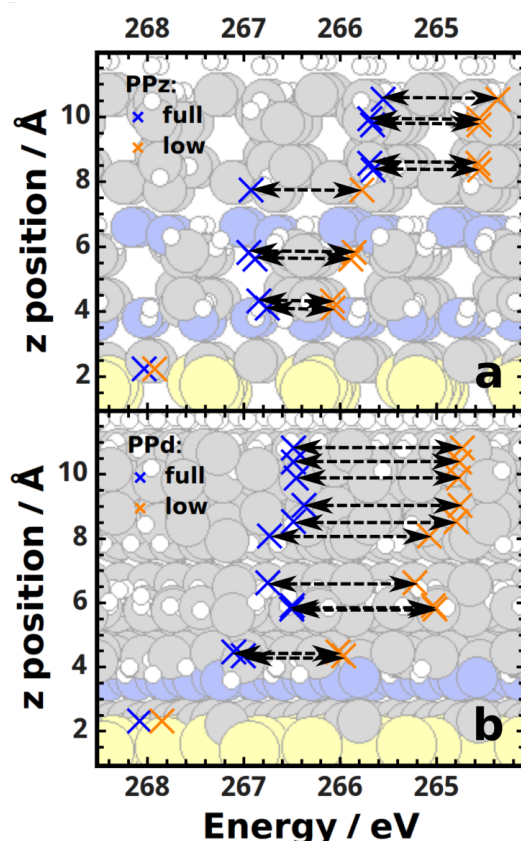 268 267 266 265
PPz:
full
low
10
8
6
4
2
a
z position / Å
PPd:
full
low
10
8
6
4
2
b
z position / Å
268 267 266 265
Energy / eV